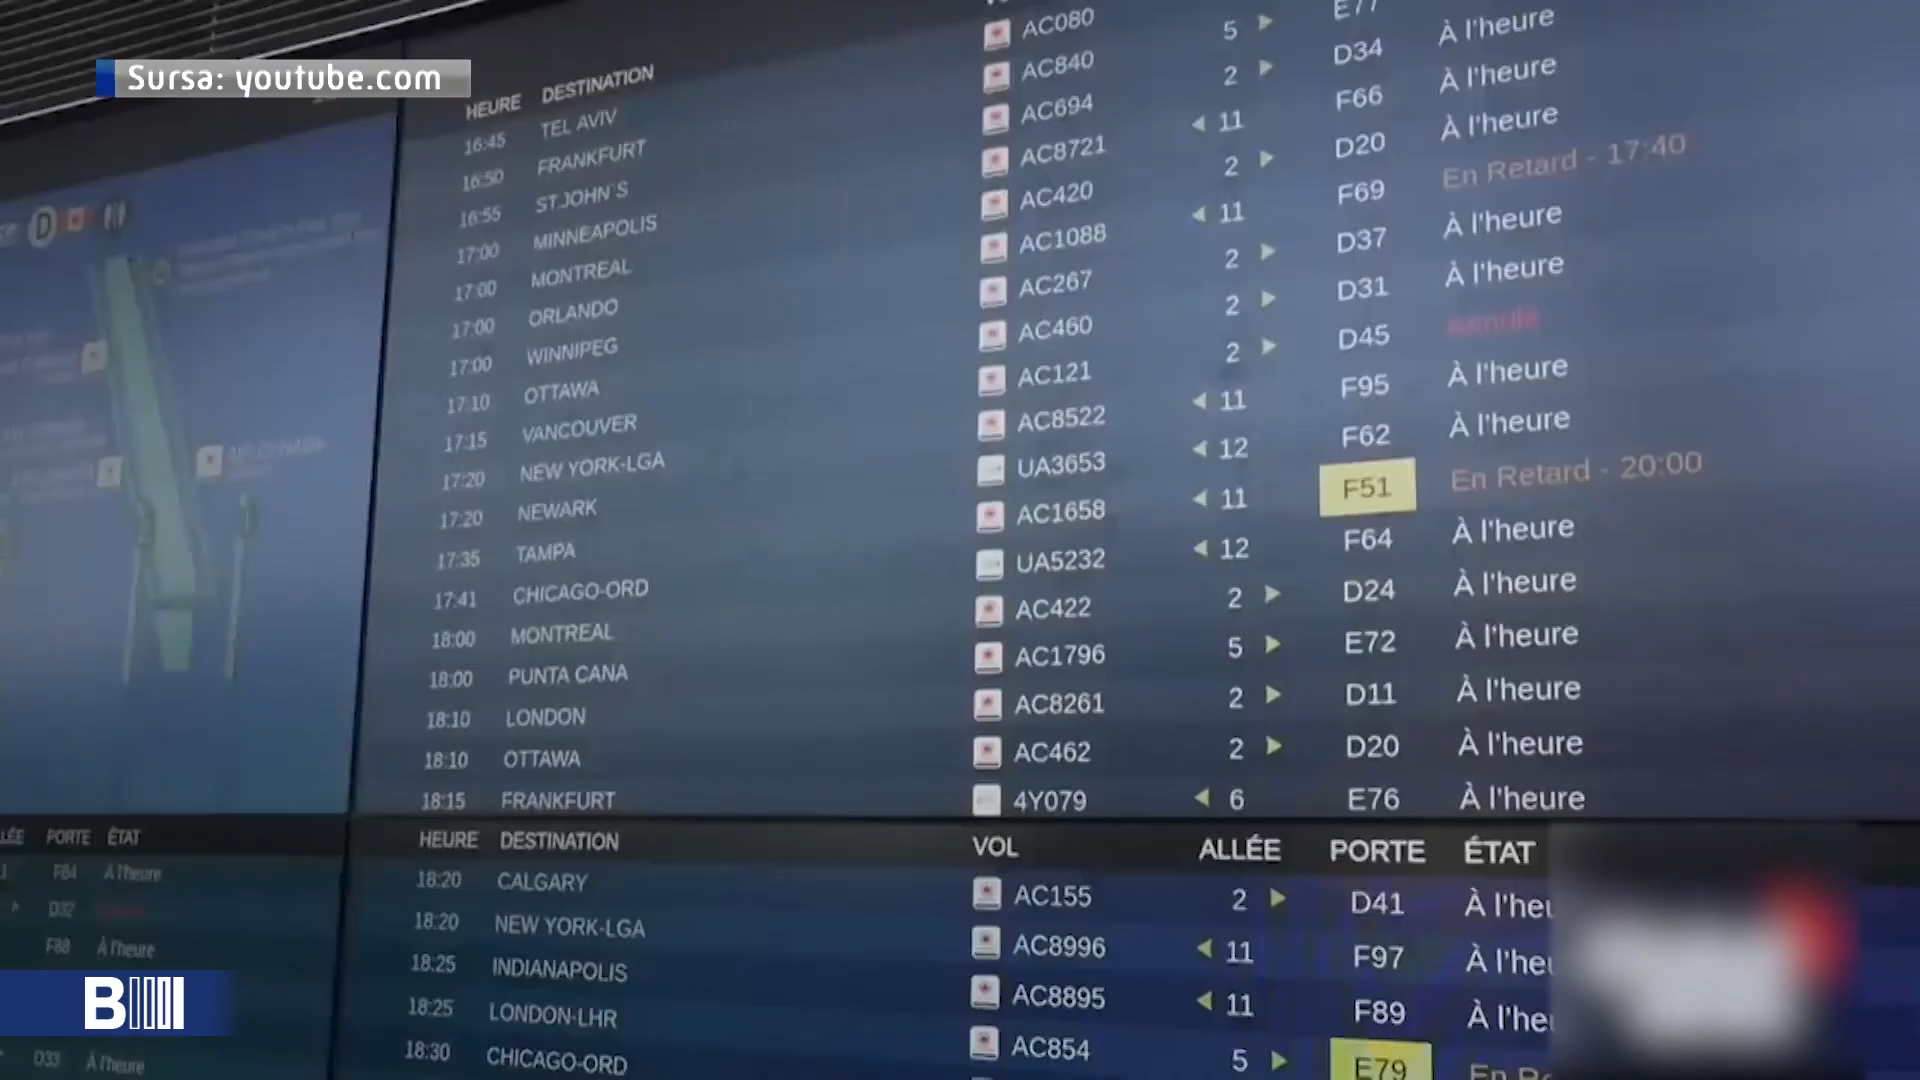 Sursa: youtube.com
HEURE DESTINATION
16:45 TEL AVIV AC080
16:50 FRANKFURT AC840 5 E77
16:55 ST.JOHN'S AC694 2 D34 À l'heure
17:00 MINNEAPOLIS AC8721 11 F66 À l'heure
17:00 MONTREAL AC420 2 D20 À l'heure
17:00 ORLANDO AC1088 11 F69 En Retard - 17:40
17:00 WINNIPEG AC267 2 D37 À l'heure
17:10 OTTAWA AC460 2 D31 À l'heure
17:15 VANCOUVER AC121 2 D45
17:20 NEW YORK-LGA AC8522 11 F95 À l'heure
17:20 NEWARK UA3653 12 F62 À l'heure
17:35 TAMPA AC1658 11 F51 En Retard - 20:00
17:41 CHICAGO-ORD UA5232 12 F64 À l'heure
18:00 MONTREAL AC422 2 D24 À l'heure
18:00 PUNTA CANA AC1796 5 E72 À l'heure
18:10 LONDON AC8261 2 D11 À l'heure
18:10 OTTAWA AC462 2 D20 À l'heure
18:15 FRANKFURT 4Y079 6 E76 À l'heure
HEURE DESTINATION VOL ALLÉE PORTE ÉTAT
18:20 CALGARY AC155 2 D41 À l'heu
18:20 NEW YORK-LGA AC8996 11 F97 À l'heu
18:25 INDIANAPOLIS AC8895 11 F89 À l'heu
18:25 LONDON-LHR AC854 5 E79 En Re
18:30 CHICAGO-ORD
D
LÉE PORTE ÉTAT
F84 À l'heure
D32
F88 À l'heure
D33 À l'heure
B